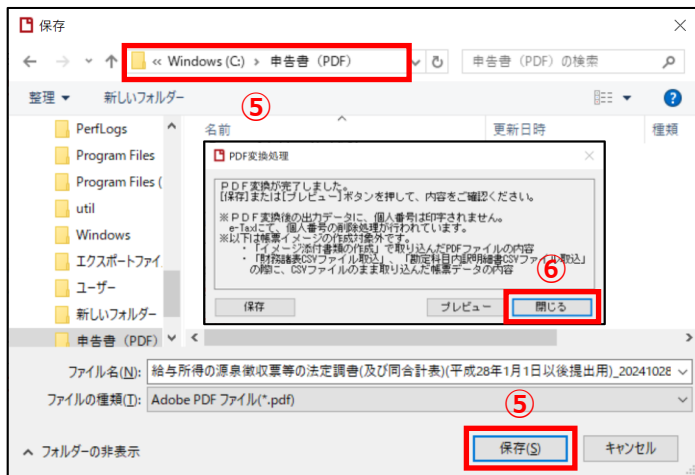 保存
« Windows (C:) › 申告書（PDF）
申告書（PDF）の検索
整理 新しいフォルダー
⑤
PerfLogs
Program Files
Program Files (
util
Windows
エクスポートファイ
ユーザー
新しいフォルダー
申告書（PDF）
名前 更新日時 種類
PDF変換処理
ＰＤＦ変換が完了しました。
[保存]または[プレビュー]ボタンを押して、内容をご確認ください。
※ＰＤＦ変換後の出力データに、個人番号は印字されません。
e-Taxにて、個人番号の削除処理が行われています。
※以下は帳票イメージの作成対象外です。
・「イメージ添付書類の作成」で取り込んだPDFファイルの内容
・「財務諸表CSVファイル取込」、「勘定科目内訳明細書CSVファイル取込」
の際に、CSVファイルのまま取り込んだ帳票データの内容
⑥
保存 プレビュー 閉じる
ファイル名(N): 給与所得の源泉徴収票等の法定調書(及び同合計表)(平成28年1月1日以後提出用)_20241028
ファイルの種類(T): Adobe PDF ファイル(*.pdf)
⑤
フォルダーの非表示
保存(S) キャンセル